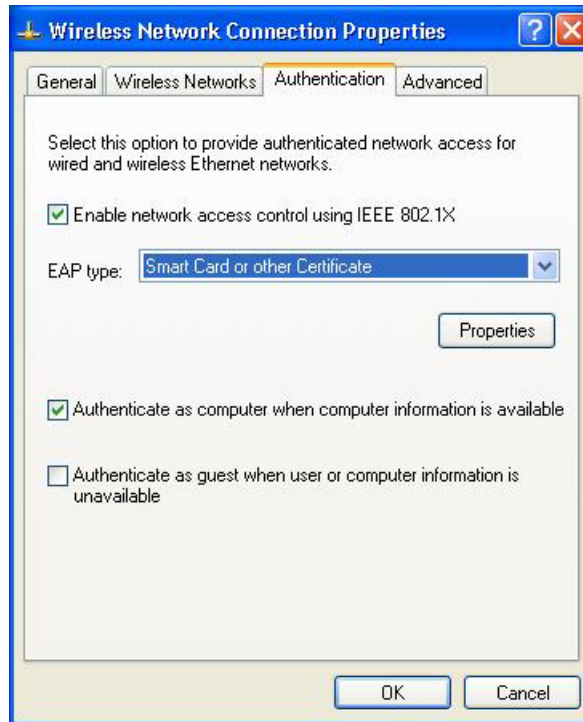 Wireless Network Connection Properties
General Wireless Networks Authentication Advanced
Select this option to provide authenticated network access for
wired and wireless Ethernet networks.
Enable network access control using IEEE 802.1X
EAP type: Smart Card or other Certificate
Properties
Authenticate as computer when computer information is available
Authenticate as guest when user or computer information is
unavailable
OK Cancel